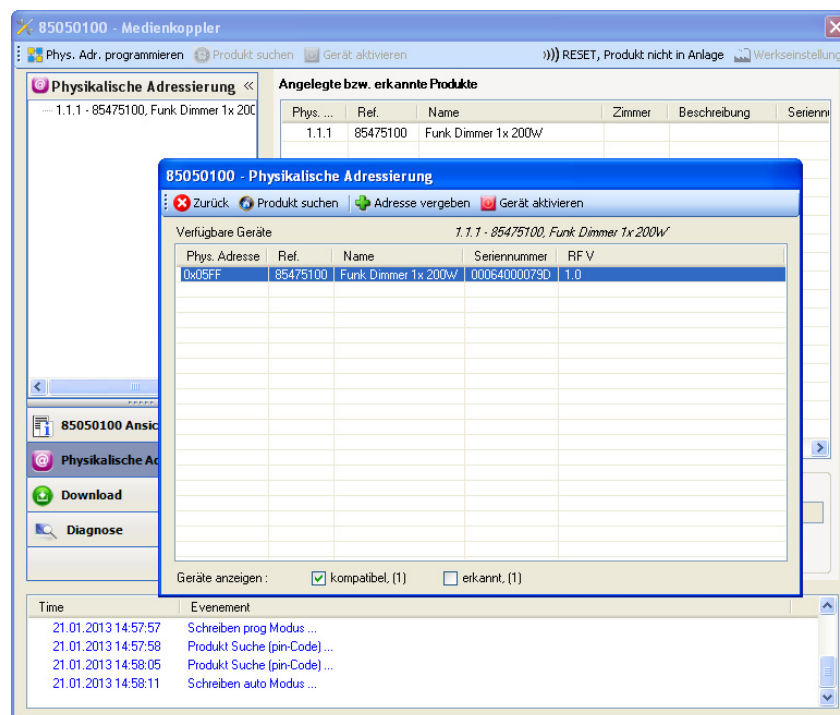 85050100 - Medienkoppler
Phys. Adr. programmieren Produkt suchen Gerät aktivieren ))) RESET, Produkt nicht in Anlage Werkseinstellung
Physikalische Adressierung «
1.1.1 - 85475100, Funk Dimmer 1x 200
Angelegte bzw. erkannte Produkte
Phys. ... Ref. Name Zimmer Beschreibung Seriennu
1.1.1 85475100 Funk Dimmer 1x 200W
85050100 - Physikalische Adressierung
Zurück Produkt suchen Adresse vergeben Gerät aktivieren
Verfügbare Geräte 1.1.1 - 85475100, Funk Dimmer 1x 200W
Phys. Adresse Ref. Name Seriennummer RF V
0x05FF 85475100 Funk Dimmer 1x 200W 00064000079D 1.0
Geräte anzeigen : kompatibel, (1) erkannt, (1)
85050100 Ansic
Physikalische Ad
Download
Diagnose
Time Evenement
21.01.2013 14:57:57 Schreiben prog Modus ...
21.01.2013 14:57:58 Produkt Suche (pin-Code) ...
21.01.2013 14:58:05 Produkt Suche (pin-Code) ...
21.01.2013 14:58:11 Schreiben auto Modus ...